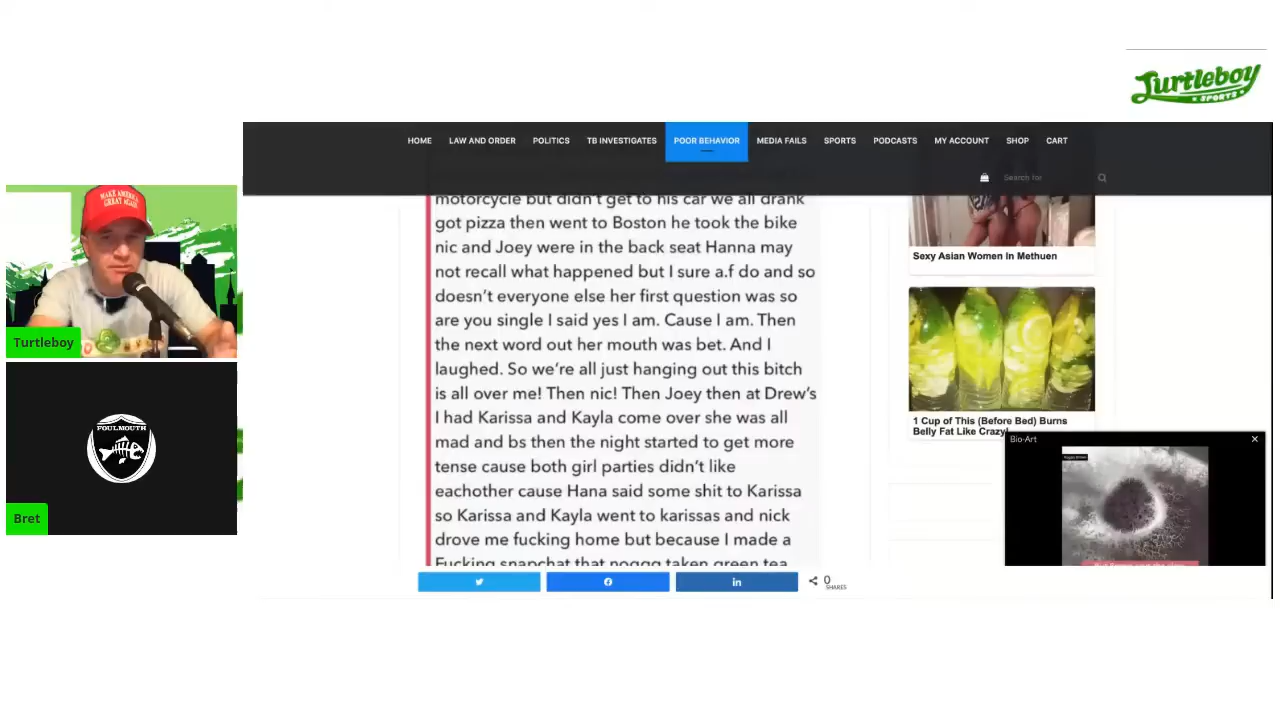 Turtleboy
SPORTS
HOME LAW AND ORDER POLITICS TB INVESTIGATES POOR BEHAVIOR MEDIA FAILS SPORTS PODCASTS MY ACCOUNT SHOP CART
Search for
MAKE AMERICA
GREAT AGAIN
Turtleboy
FOULMOUTH
Bret
motorcycle but didn't get to his car we all drank
got pizza then went to Boston he took the bike
nic and Joey were in the back seat Hanna may
not recall what happened but I sure a.f do and so
doesn't everyone else her first question was so
are you single I said yes I am. Cause I am. Then
the next word out her mouth was bet. And I
laughed. So we're all just hanging out this bitch
is all over me! Then nic! Then Joey then at Drew's
I had Karissa and Kayla come over she was all
mad and bs then the night started to get more
tense cause both girl parties didn't like
eachother cause Hana said some shit to Karissa
so Karissa and Kayla went to karissas and nick
drove me fucking home but because I made a
Fucking snapchat that noggg taken green tea
0
SHARES
Sexy Asian Women In Methuen
1 Cup of This (Before Bed) Burns
Belly Fat Like Crazy!
Bio-Art